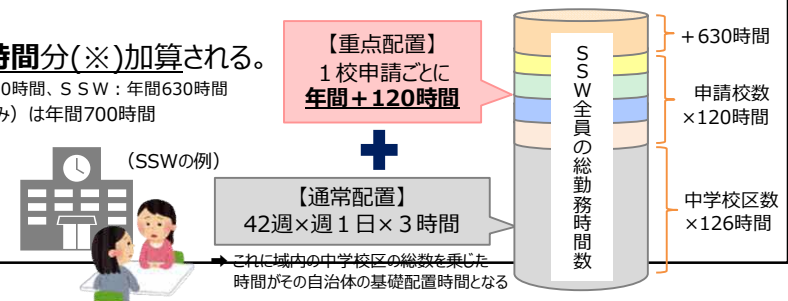 時間分(※)加算される。
0時間、ＳＳＷ：年間630時間
み）は年間700時間
（SSWの例）
【重点配置】
１校申請ごとに
年間＋120時間
【通常配置】
42週×週１日×３時間
➡ これに域内の中学校区の総数を乗じた
時間がその自治体の基礎配置時間となる
ＳＳＷ全員の総勤務時間数
＋630時間
申請校数
×120時間
中学校区数
×126時間